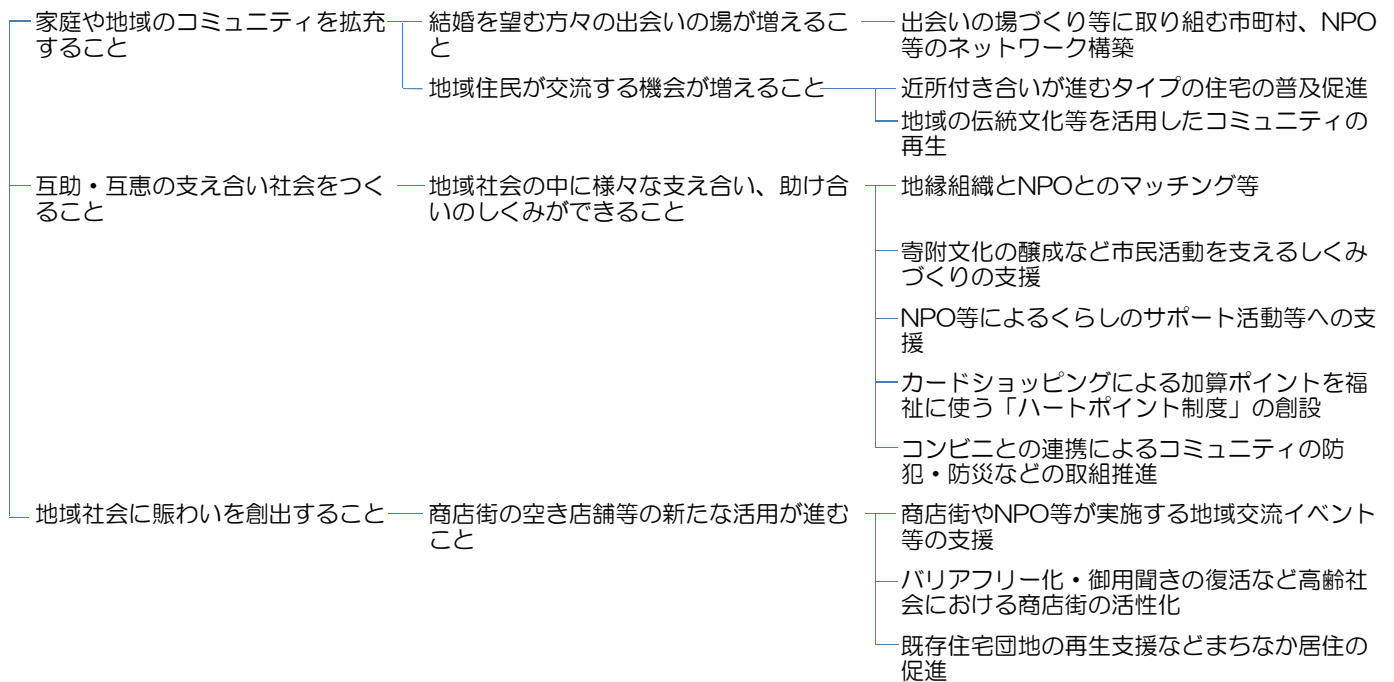 家庭や地域のコミュニティを拡充
すること
結婚を望む方々の出会いの場が増えるこ
と
出会いの場づくり等に取り組む市町村、NPO
等のネットワーク構築
地域住民が交流する機会が増えること
近所付き合いが進むタイプの住宅の普及促進
地域の伝統文化等を活用したコミュニティの
再生
互助・互恵の支え合い社会をつく
ること
地域社会の中に様々な支え合い、助け合
いのしくみができること
地縁組織とNPOとのマッチング等
寄附文化の醸成など市民活動を支えるしくみ
づくりの支援
NPO等によるくらしのサポート活動等への支
援
カードショッピングによる加算ポイントを福
祉に使う「ハートポイント制度」の創設
コンビニとの連携によるコミュニティの防
犯・防災などの取組推進
地域社会に賑わいを創出すること
商店街の空き店舗等の新たな活用が進む
こと
商店街やNPO等が実施する地域交流イベント
等の支援
バリアフリー化・御用聞きの復活など高齢社
会における商店街の活性化
既存住宅団地の再生支援などまちなか居住の
促進